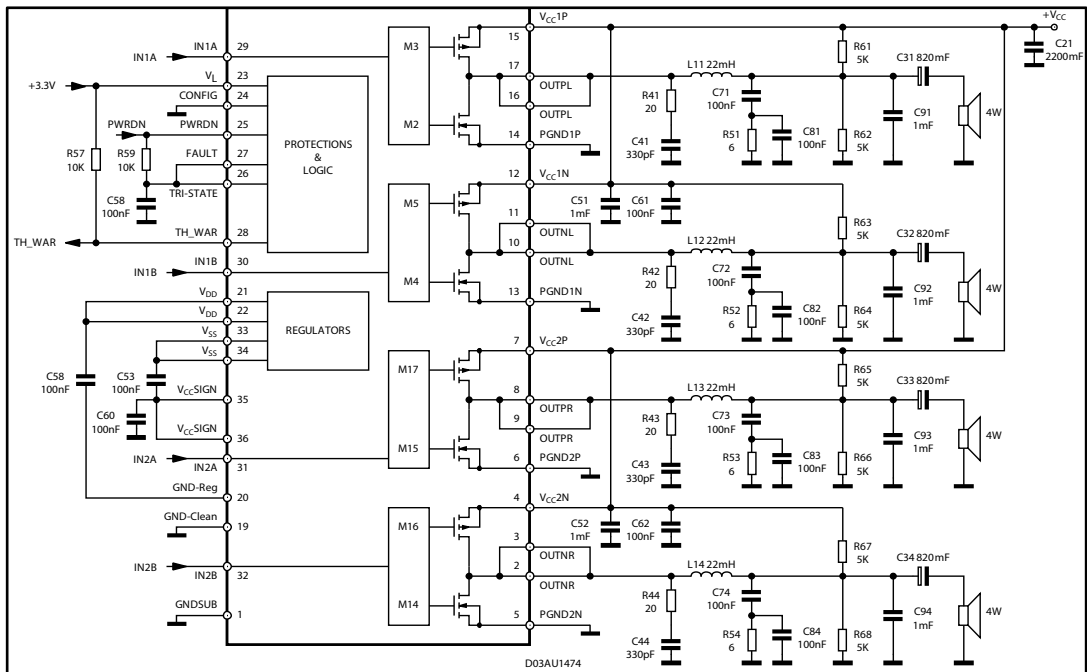 IN1A
IN1A
29
M3
VCC1P
15
+VCC
C21
2200mF
+3.3V
VL
23
CONFIG
24
PWRDN
PWRDN
25
R57
10K
R59
10K
FAULT
27
26
TRI-STATE
C58
100nF
TH_WAR
TH_WAR
28
PROTECTIONS
&
LOGIC
M2
17
OUTPL
16
OUTPL
14
PGND1P
R41
20
C41
330pF
L11 22mH
C71
100nF
R51
6
C81
100nF
R61
5K
R62
5K
C31 820mF
C91
1mF
4W
IN1B
IN1B
30
M5
M4
12
VCC1N
11
OUTNL
10
OUTNL
13
PGND1N
C51
1mF
C61
100nF
R42
20
C42
330pF
L12 22mH
C72
100nF
R52
6
C82
100nF
R63
5K
R64
5K
C32 820mF
C92
1mF
4W
VDD
21
VDD
22
VSS
33
VSS
34
REGULATORS
C58
100nF
C53
100nF
C60
100nF
VCCSIGN
35
VCCSIGN
36
IN2A
IN2A
31
GND-Reg
20
GND-Clean
19
M17
M15
7
VCC2P
8
OUTPR
9
OUTPR
6
PGND2P
R43
20
C43
330pF
L13 22mH
C73
100nF
R53
6
C83
100nF
R65
5K
R66
5K
C33 820mF
C93
1mF
4W
IN2B
IN2B
32
GNDSUB
1
M16
M14
4
VCC2N
3
OUTNR
2
OUTNR
5
PGND2N
C52
1mF
C62
100nF
R44
20
C44
330pF
L14 22mH
C74
100nF
R54
6
C84
100nF
R67
5K
R68
5K
C34 820mF
C94
1mF
4W
D03AU1474